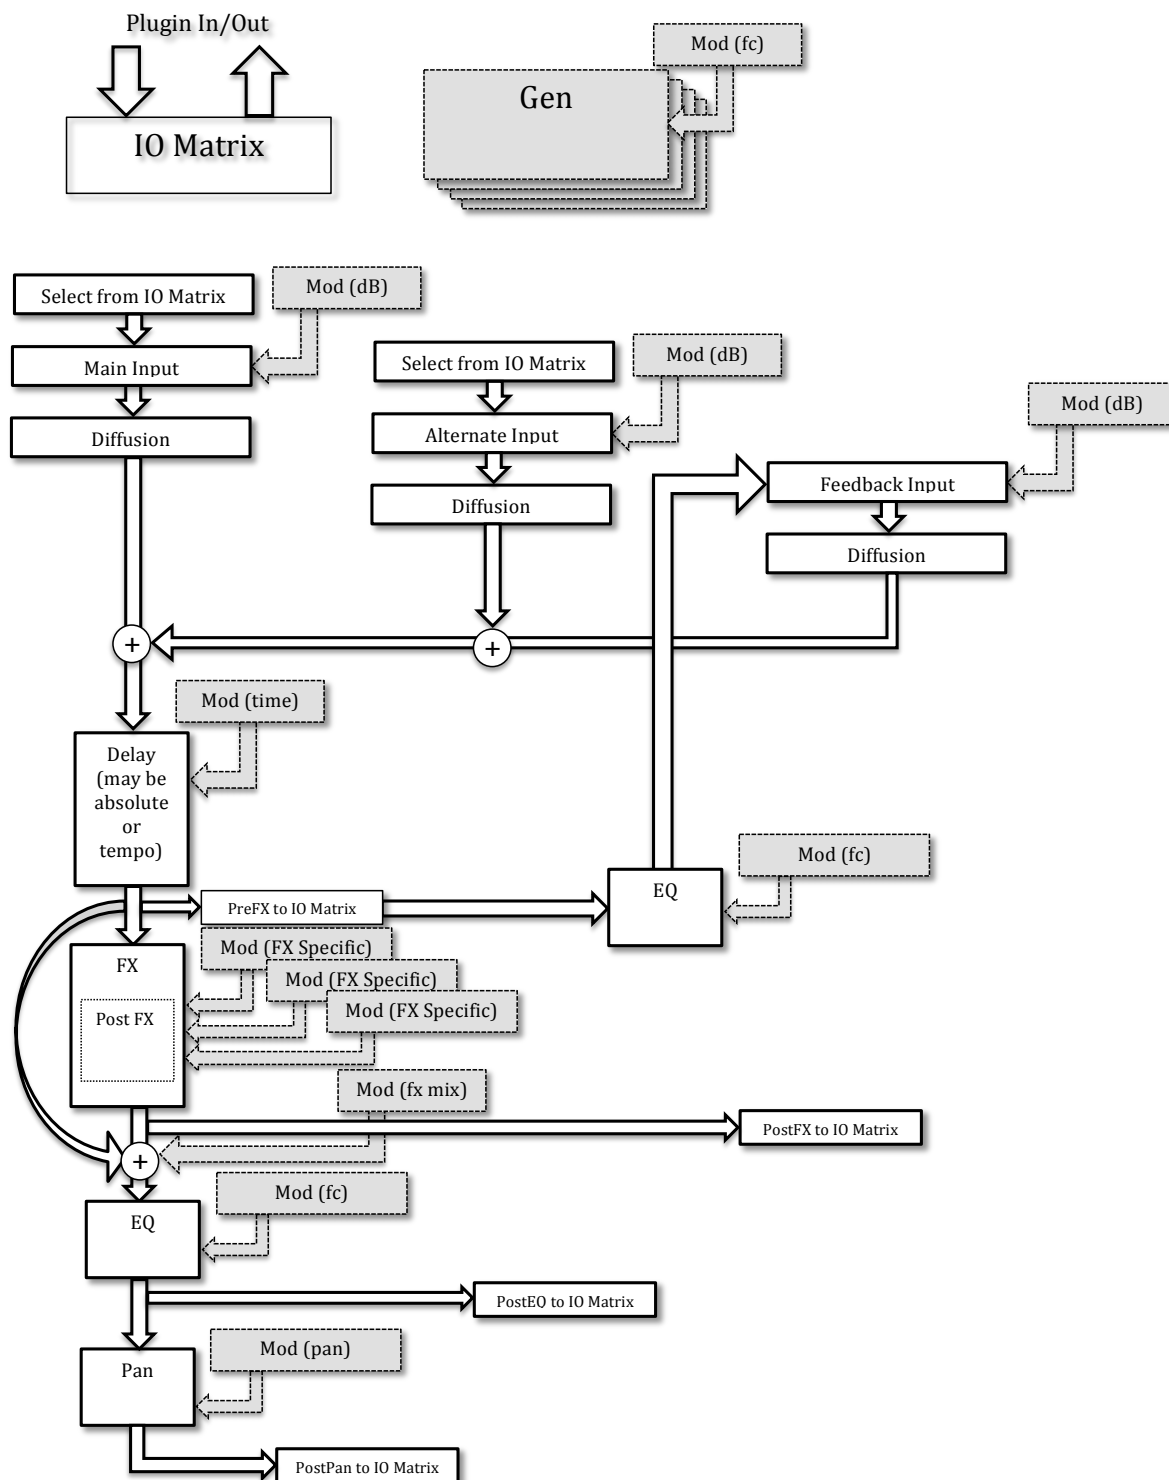 Plugin In/Out
IO Matrix
Mod (fc)
Gen
Select from IO Matrix
Mod (dB)
Main Input
Diffusion
Select from IO Matrix
Mod (dB)
Alternate Input
Diffusion
Mod (dB)
Feedback Input
Diffusion
+
+
Mod (time)
Delay
(may be
absolute
or
tempo)
Mod (fc)
EQ
PreFX to IO Matrix
FX
Post FX
Mod (FX Specific)
Mod (FX Specific)
Mod (FX Specific)
Mod (fx mix)
PostFX to IO Matrix
+
Mod (fc)
EQ
PostEQ to IO Matrix
Mod (pan)
Pan
PostPan to IO Matrix